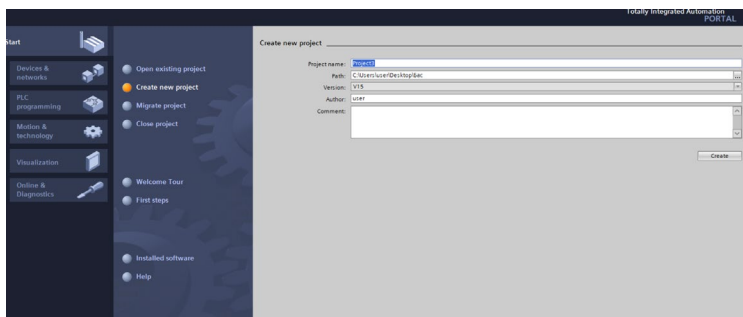 Totally Integrated Automation
PORTAL
Start
Devices &
networks
PLC
programming
Motion &
technology
Visualization
Online &
Diagnostics
Open existing project
Create new project
Migrate project
Close project
Welcome Tour
First steps
Installed software
Help
Create new project
Project name: Project3
Path: C:\Users\user\Desktop\bac
...
Version: V15
Author: user
Comment:
Create